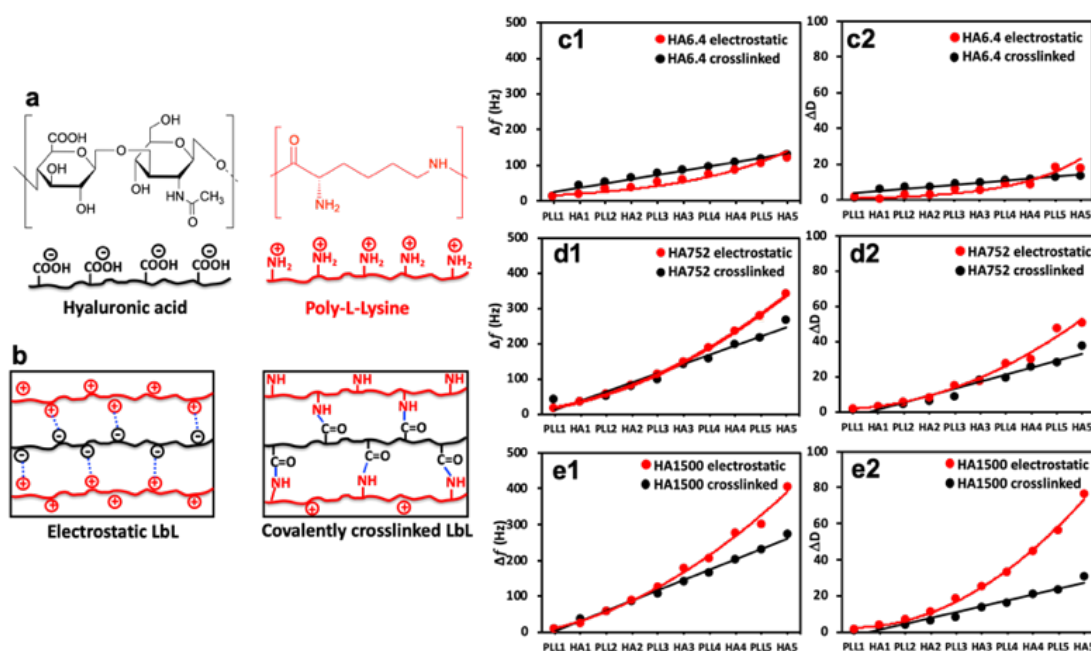 a
OH
COOH
HO
O
O
HO
OH
HO
O
O
NH
CH₃
O
O
NH
NH₂
⊖ ⊖ ⊖ ⊖
COOH COOH COOH COOH
Hyaluronic acid
⊕ ⊕ ⊕ ⊕ ⊕
NH₂ NH₂ NH₂ NH₂ NH₂
Poly-L-Lysine
b
⊕ ⊕ ⊕
⊕ ⊕ ⊕
⊖ ⊖ ⊖
⊖ ⊖ ⊖
⊕ ⊕ ⊕
⊕ ⊕ ⊕
Electrostatic LbL
NH NH NH
NH NH
C=O C=O
C=O C=O C=O
NH NH NH
⊕ ⊕
Covalently crosslinked LbL
c1
HA6.4 electrostatic
HA6.4 crosslinked
Δf (Hz)
500
400
300
200
100
0
PLL1 HA1 PLL2 HA2 PLL3 HA3 PLL4 HA4 PLL5 HA5
c2
HA6.4 electrostatic
HA6.4 crosslinked
ΔD
100
80
60
40
20
0
PLL1 HA1 PLL2 HA2 PLL3 HA3 PLL4 HA4 PLL5 HA5
d1
HA752 electrostatic
HA752 crosslinked
Δf (Hz)
500
400
300
200
100
0
PLL1 HA1 PLL2 HA2 PLL3 HA3 PLL4 HA4 PLL5 HA5
d2
HA752 electrostatic
HA752 crosslinked
ΔD
100
80
60
40
20
0
PLL1 HA1 PLL2 HA2 PLL3 HA3 PLL4 HA4 PLL5 HA5
e1
HA1500 electrostatic
HA1500 crosslinked
Δf (Hz)
500
400
300
200
100
0
PLL1 HA1 PLL2 HA2 PLL3 HA3 PLL4 HA4 PLL5 HA5
e2
HA1500 electrostatic
HA1500 crosslinked
ΔD
100
80
60
40
20
0
PLL1 HA1 PLL2 HA2 PLL3 HA3 PLL4 HA4 PLL5 HA5